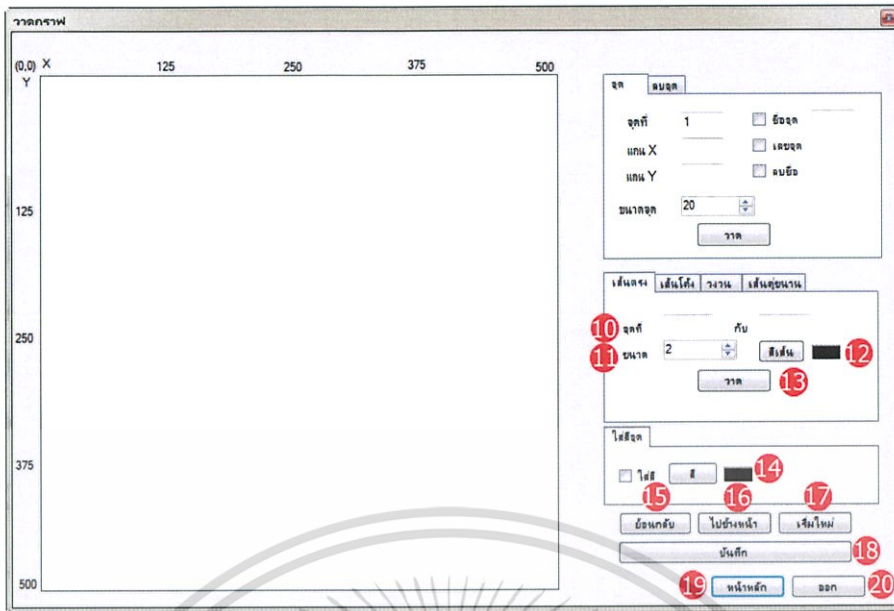 วาดกราฟ
(0,0) X 125 250 375 500
Y
125
250
375
500
จุด ลบจุด
จุดที่ 1 ชื่อจุด
แกน X เลขจุด
แกน Y ลบชื่อ
ขนาดจุด 20
วาด
เส้นตรง เส้นโค้ง วงวน เส้นคู่ขนาน
10 จุดที่ กับ
11 ขนาด 2 สีเส้น 12
วาด 13
ใส่สีจุด
ใส่สี สี 14
15 16 17
ย้อนกลับ ไปข้างหน้า เริ่มใหม่
บันทึก 18
19 หน้าหลัก ออก 20